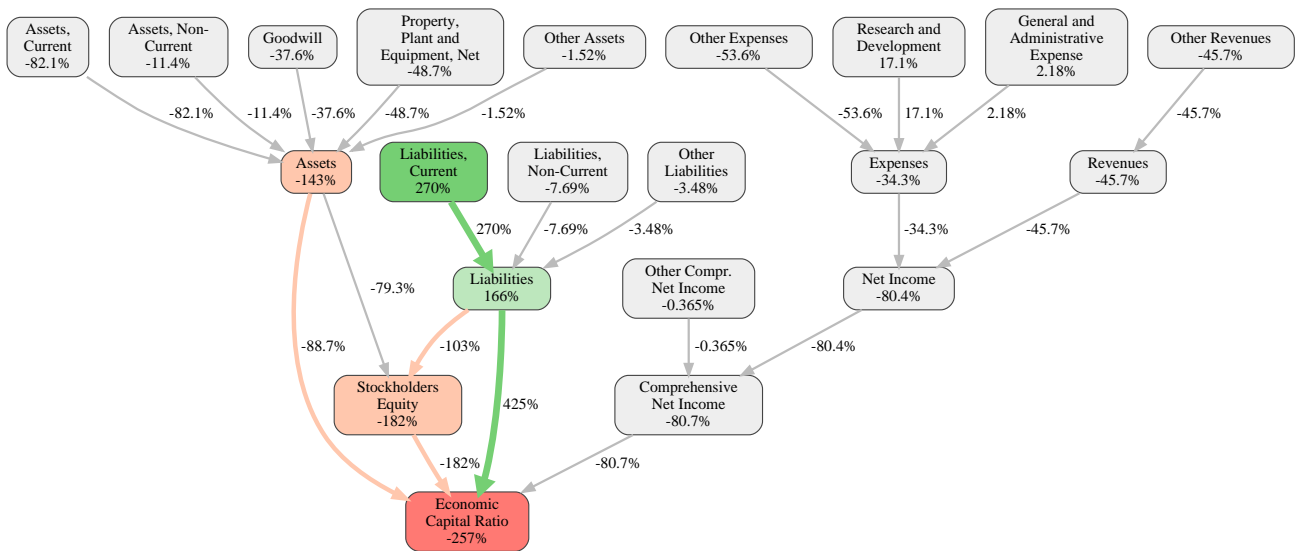 Assets,
Current
-82.1%
Assets, Non-
Current
-11.4%
Goodwill
-37.6%
Property,
Plant and
Equipment, Net
-48.7%
Other Assets
-1.52%
Other Expenses
-53.6%
Research and
Development
17.1%
General and
Administrative
Expense
2.18%
Other Revenues
-45.7%
-82.1%
-11.4%
-37.6%
-48.7%
-1.52%
-53.6%
17.1%
2.18%
-45.7%
Assets
-143%
Liabilities,
Current
270%
Liabilities,
Non-Current
-7.69%
Other
Liabilities
-3.48%
Expenses
-34.3%
Revenues
-45.7%
270%
-7.69%
-3.48%
-34.3%
-45.7%
-79.3%
Liabilities
166%
Other Compr.
Net Income
-0.365%
Net Income
-80.4%
-88.7%
-103%
-0.365%
-80.4%
Stockholders
Equity
-182%
425%
Comprehensive
Net Income
-80.7%
-182%
-80.7%
Economic
Capital Ratio
-257%